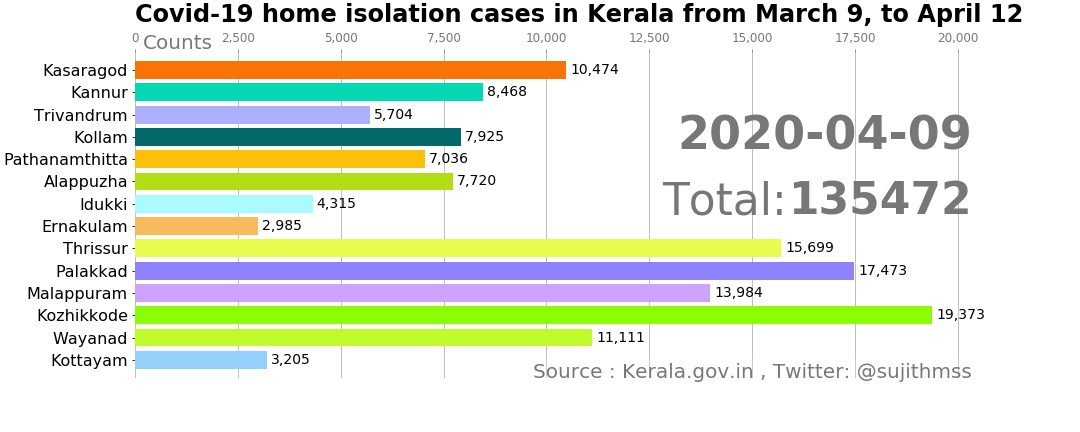 Covid-19 home isolation cases in Kerala from March 9, to April 12
0 2,500 5,000 7,500 10,000 12,500 15,000 17,500 20,000
Counts
Kasaragod 10,474
Kannur 8,468
Trivandrum 5,704
Kollam 7,925
2020-04-09
Pathanamthitta 7,036
Alappuzha 7,720
Total:135472
Idukki 4,315
Ernakulam 2,985
Thrissur 15,699
Palakkad 17,473
Malappuram 13,984
Kozhikkode 19,373
Wayanad 11,111
Kottayam 3,205
Source : Kerala.gov.in , Twitter: @sujithmss